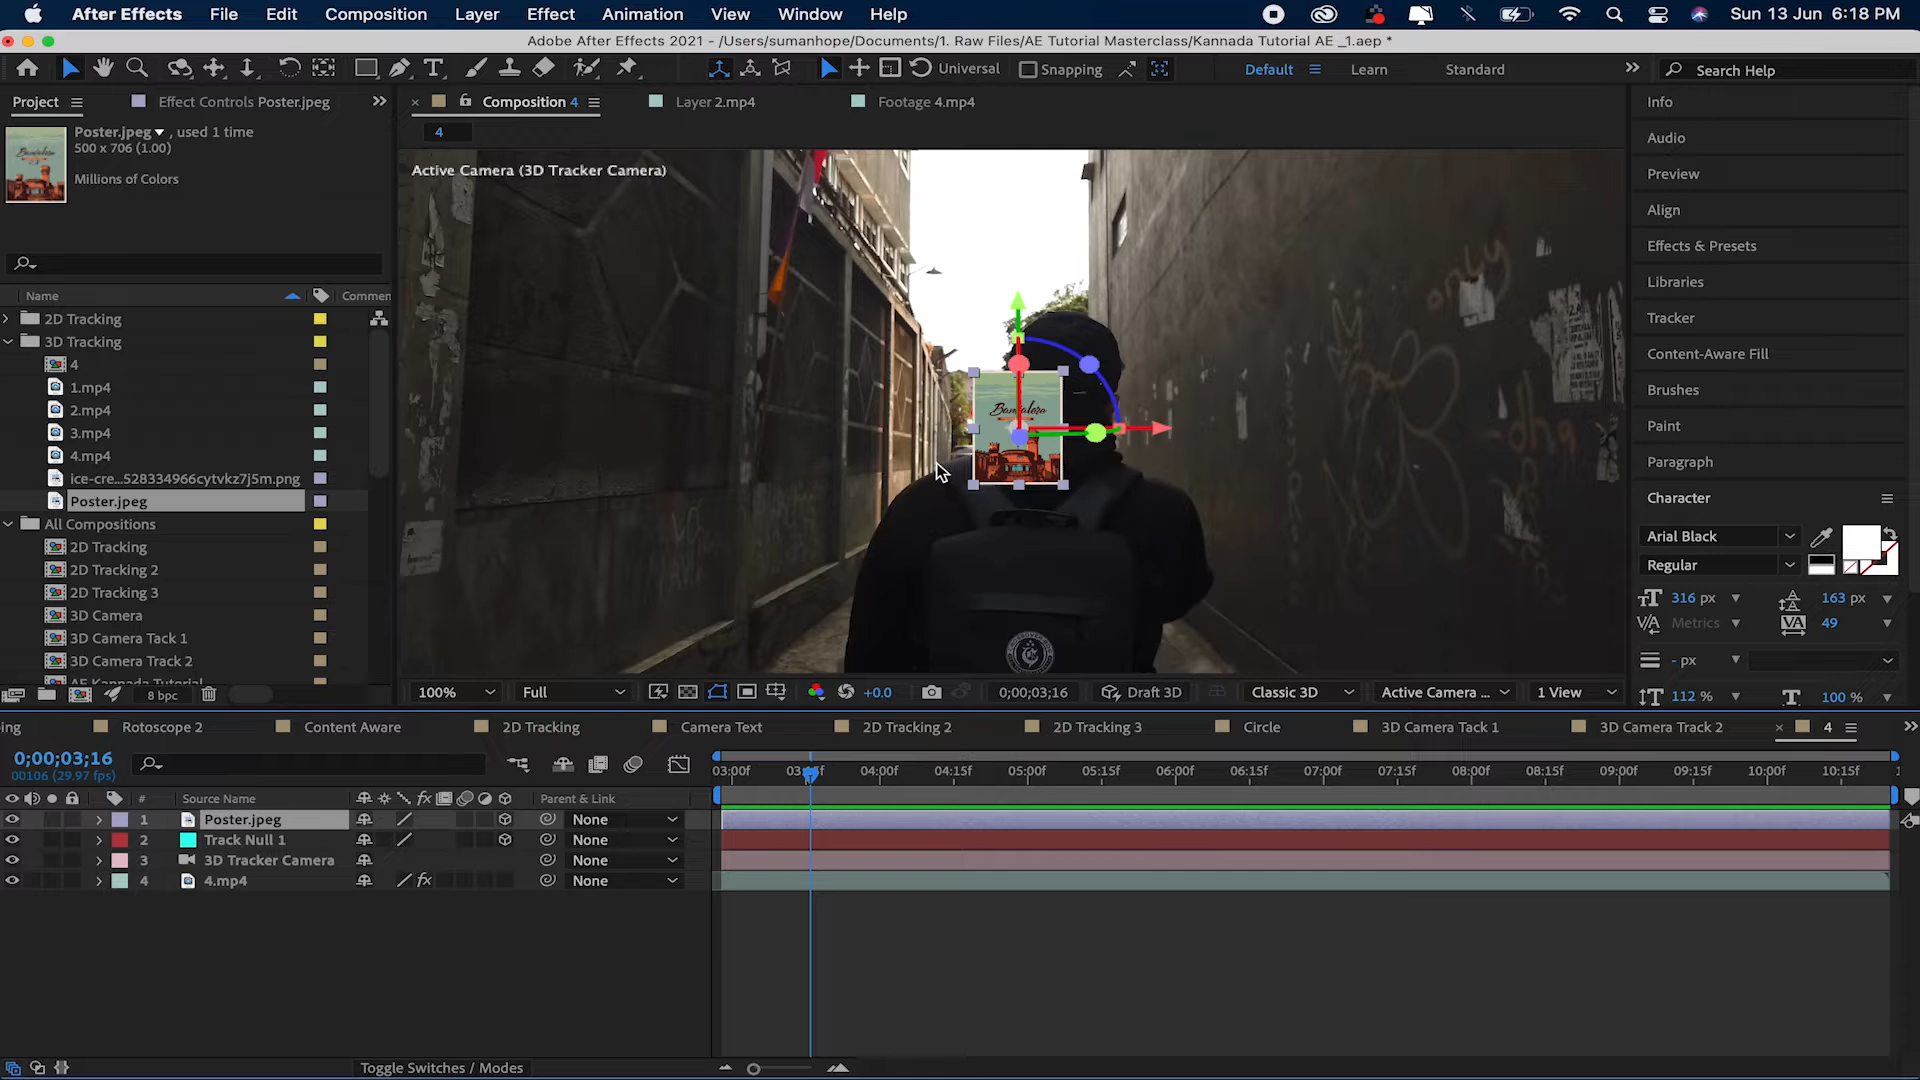 After Effects File Edit Composition Layer Effect Animation View Window Help Sun 13 Jun 6:18 PM
Adobe After Effects 2021 - /Users/sumanhope/Documents/1. Raw Files/AE Tutorial Masterclass/Kannada Tutorial AE _1.aep *
Universal Snapping Default Learn Standard Search Help
Project Effect Controls Poster.jpeg Composition 4 Layer 2.mp4 Footage 4.mp4
Poster.jpeg , used 1 time
500 x 706 (1.00)
Millions of Colors
4
Active Camera (3D Tracker Camera)
Bangalore
Name Commen
2D Tracking
3D Tracking
4
1.mp4
2.mp4
3.mp4
4.mp4
ice-cre...528334966cytvkz7j5m.png
Poster.jpeg
All Compositions
2D Tracking
2D Tracking 2
2D Tracking 3
3D Camera
3D Camera Tack 1
3D Camera Track 2
AE Kannada Tutorial
8 bpc
100% Full +0.0 0;00;03;16 Draft 3D Classic 3D Active Camera ... 1 View
Info
Audio
Preview
Align
Effects & Presets
Libraries
Tracker
Content-Aware Fill
Brushes
Paint
Paragraph
Character
Arial Black
Regular
316 px 163 px
Metrics 49
- px
112 % 100 %
ing Rotoscope 2 Content Aware 2D Tracking Camera Text 2D Tracking 2 2D Tracking 3 Circle 3D Camera Tack 1 3D Camera Track 2 4
0;00;03;16
00106 (29.97 fps)
03:00f 04:00f 04:15f 05:00f 05:15f 06:00f 06:15f 07:00f 07:15f 08:00f 08:15f 09:00f 09:15f 10:00f 10:15f
# Source Name Parent & Link
1 Poster.jpeg None
2 Track Null 1 None
3 3D Tracker Camera None
4 4.mp4 None
Toggle Switches / Modes